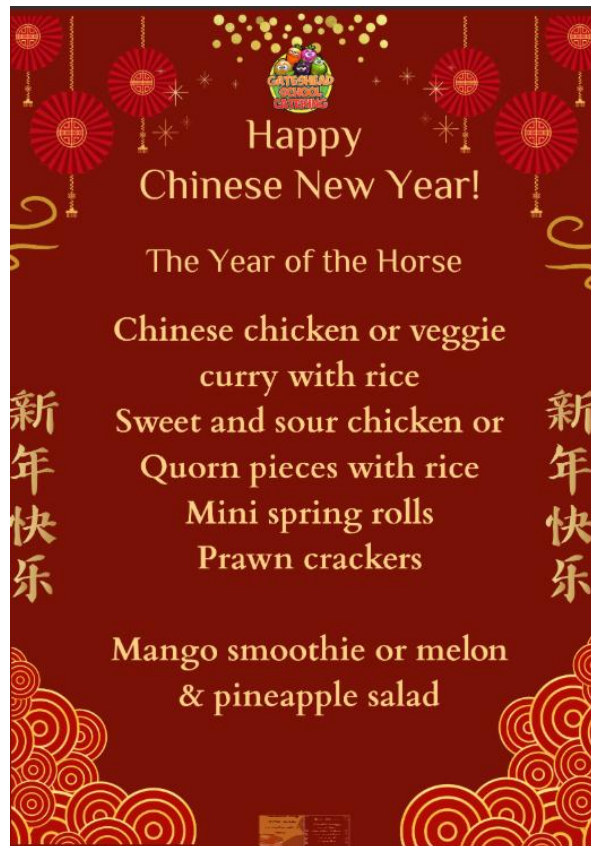 GATESHEAD
SCHOOL
CATERING
Happy
Chinese New Year!
The Year of the Horse
Chinese chicken or veggie
curry with rice
Sweet and sour chicken or
Quorn pieces with rice
Mini spring rolls
Prawn crackers
Mango smoothie or melon
& pineapple salad
新年快乐
新年快乐